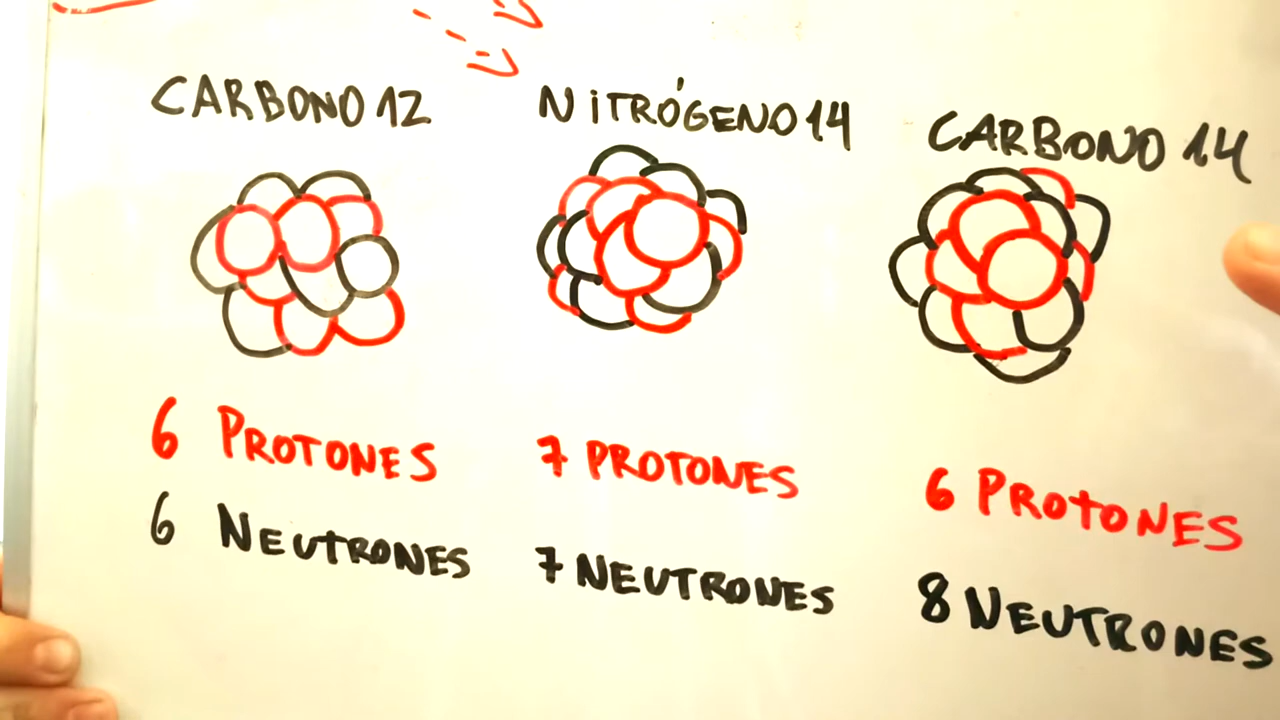 CARBONO 12
6 PROTONES
6 NEUTRONES
NiTRÓGENO 14
7 PROTONES
7 NEUTRONES
CARBONO 14
6 PROTONES
8 NEUTRONES